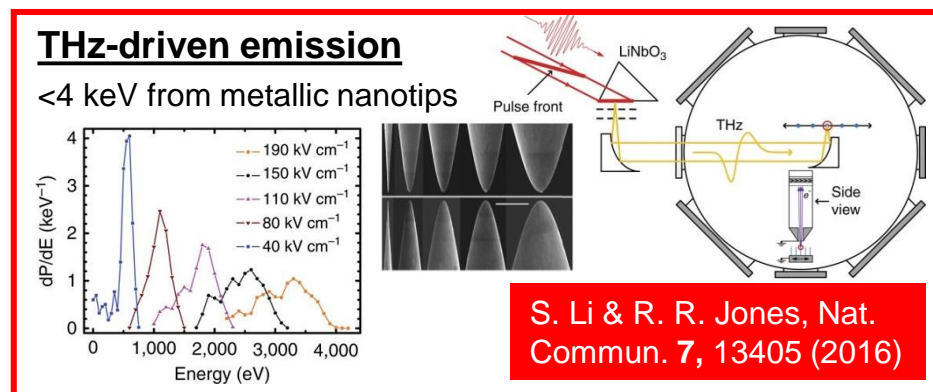 THz-driven emission
<4 keV from metallic nanotips
LiNbO3
Pulse front
THz
Side
view
e
4
3
2
1
0
dP/dE (keV⁻¹)
190 kV cm⁻¹
150 kV cm⁻¹
110 kV cm⁻¹
80 kV cm⁻¹
40 kV cm⁻¹
0 1,000 2,000 3,000 4,000
Energy (eV)
S. Li & R. R. Jones, Nat.
Commun. 7, 13405 (2016)